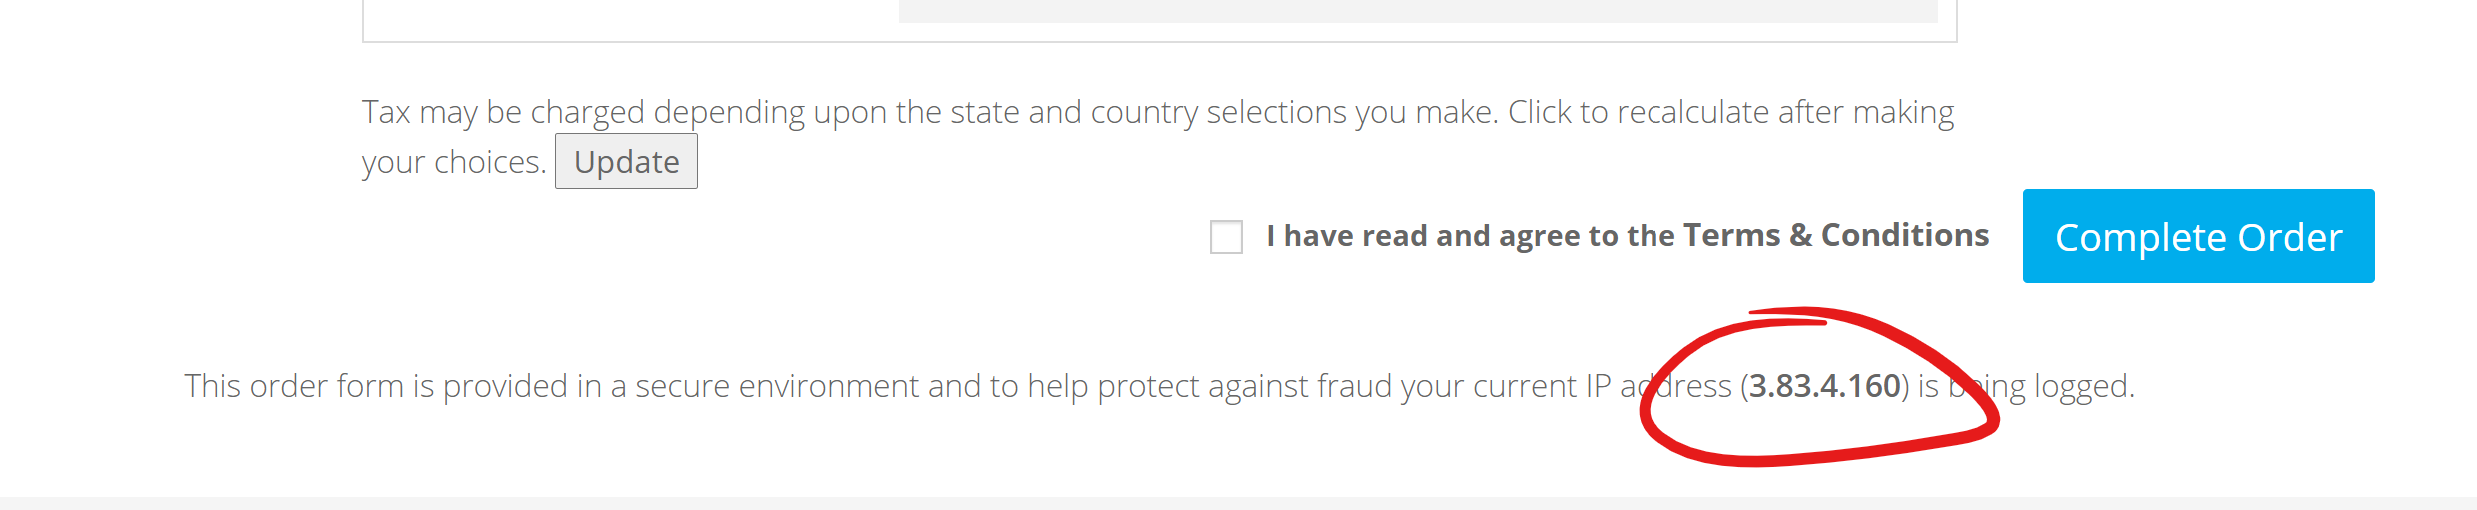 Tax may be charged depending upon the state and country selections you make. Click to recalculate after making
your choices. Update
I have read and agree to the Terms & Conditions Complete Order
This order form is provided in a secure environment and to help protect against fraud your current IP address (3.83.4.160) is being logged.